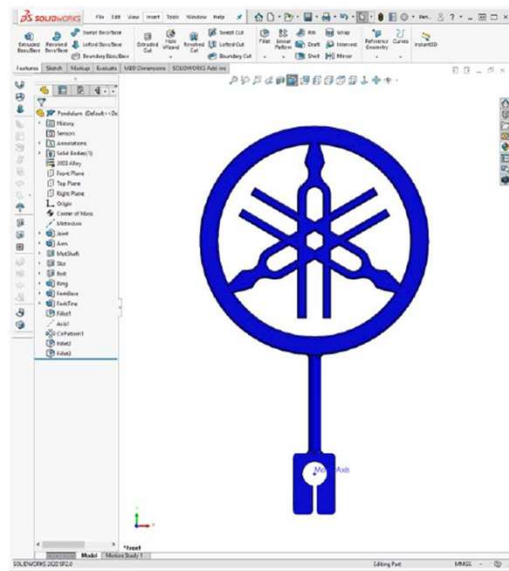 SOLIDWORKS File Edit View Insert Tools Window Help
Extruded Boss/Base
Revolved Boss/Base
Swept Boss/Base
Lofted Boss/Base
Boundary Boss/Base
Extruded Cut
Hole Wizard
Revolved Cut
Swept Cut
Lofted Cut
Boundary Cut
Fillet
Linear Pattern
Rib
Draft
Shell
Wrap
Intersect
Mirror
Reference Geometry
Curves
Instant3D
Features Sketch Markup Evaluate MBD Dimensions SOLIDWORKS Add-Ins
Pendulum (Default<<De
History
Sensors
Annotations
Solid Bodies(1)
Front Plane
Top Plane
Right Plane
Origin
Center of Mass
Joint
Arm
MotShaft
Slot
Bolt
Ring
ForkBase
ForkTine
Fillet1
Axis1
CirPattern1
Fillet2
Fillet3
Axis
*Front
Model Motion Study 1
SOLIDWORKS 2020 SP2.0 Editing Part MMGS